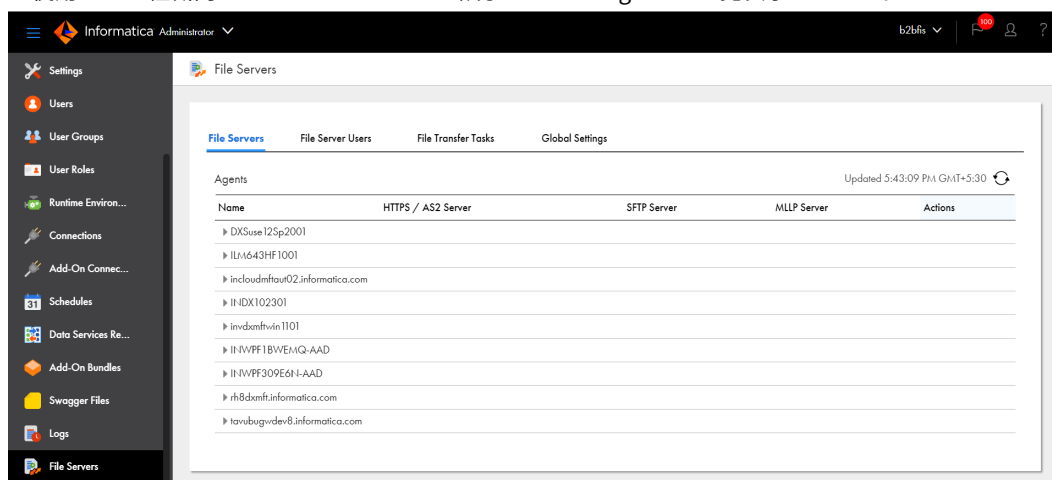 Informatica Administrator
b2bfis
100
?
Settings
Users
User Groups
User Roles
Runtime Environ...
Connections
Add-On Connec...
31
Schedules
Data Services Re...
Add-On Bundles
Swagger Files
Logs
File Servers
File Servers
File Servers File Server Users File Transfer Tasks Global Settings
Agents
Updated 5:43:09 PM GMT+5:30
Name HTTPS / AS2 Server SFTP Server MLLP Server Actions
DXSuse12Sp2001
ILM643HF1001
incloudmftaut02.informatica.com
INDX102301
invdxmftwin1101
INWPF1BWEMQ-AAD
INWPF309E6N-AAD
rh8dxmft.informatica.com
tavubugwdev8.informatica.com